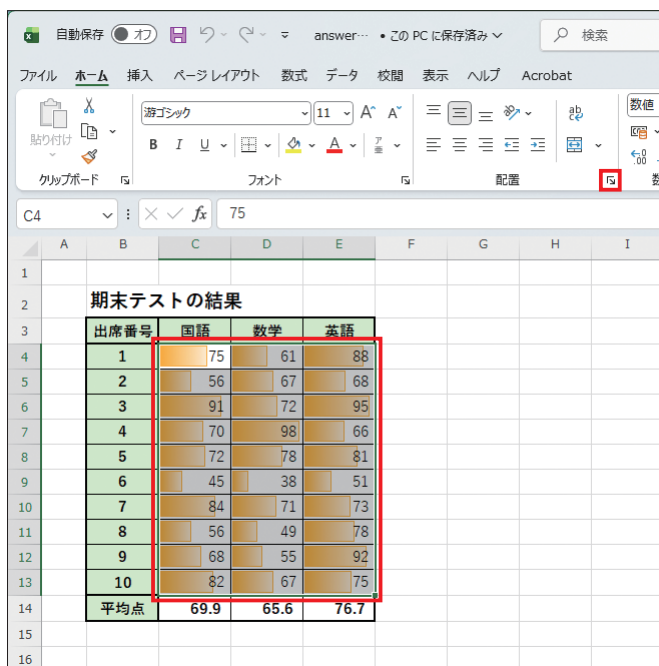 自動保存 オフ answer… • この PC に保存済み 検索
ファイル ホーム 挿入 ページ レイアウト 数式 データ 校閲 表示 ヘルプ Acrobat
貼り付け 游ゴシック 11 A A ab 数値
B I U A
クリップボード フォント 配置
C4 fx 75
A B C D E F G H I
1
2 期末テストの結果
3 出席番号 国語 数学 英語
4 1 75 61 88
5 2 56 67 68
6 3 91 72 95
7 4 70 98 66
8 5 72 78 81
9 6 45 38 51
10 7 84 71 73
11 8 56 49 78
12 9 68 55 92
13 10 82 67 75
14 平均点 69.9 65.6 76.7
15
16